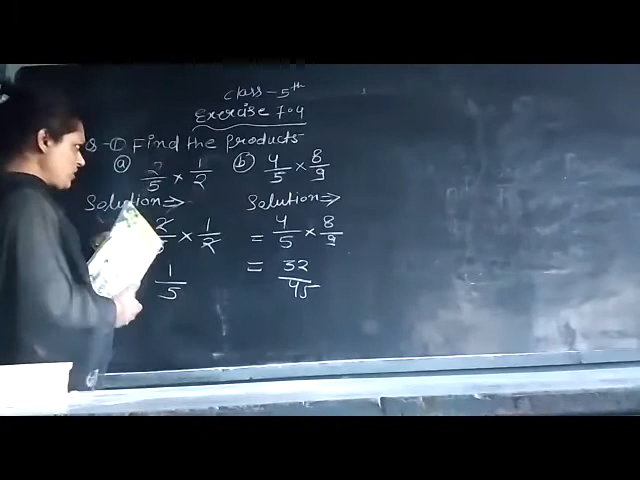 Class - 5th
Exercise 7.4
Q-① Find the products
ⓐ 2/5 × 1/2 ⓑ 4/5 × 8/9
Solution⇒ Solution⇒
2/5 × 1/2 = 4/5 × 8/9
1/5 = 32/45